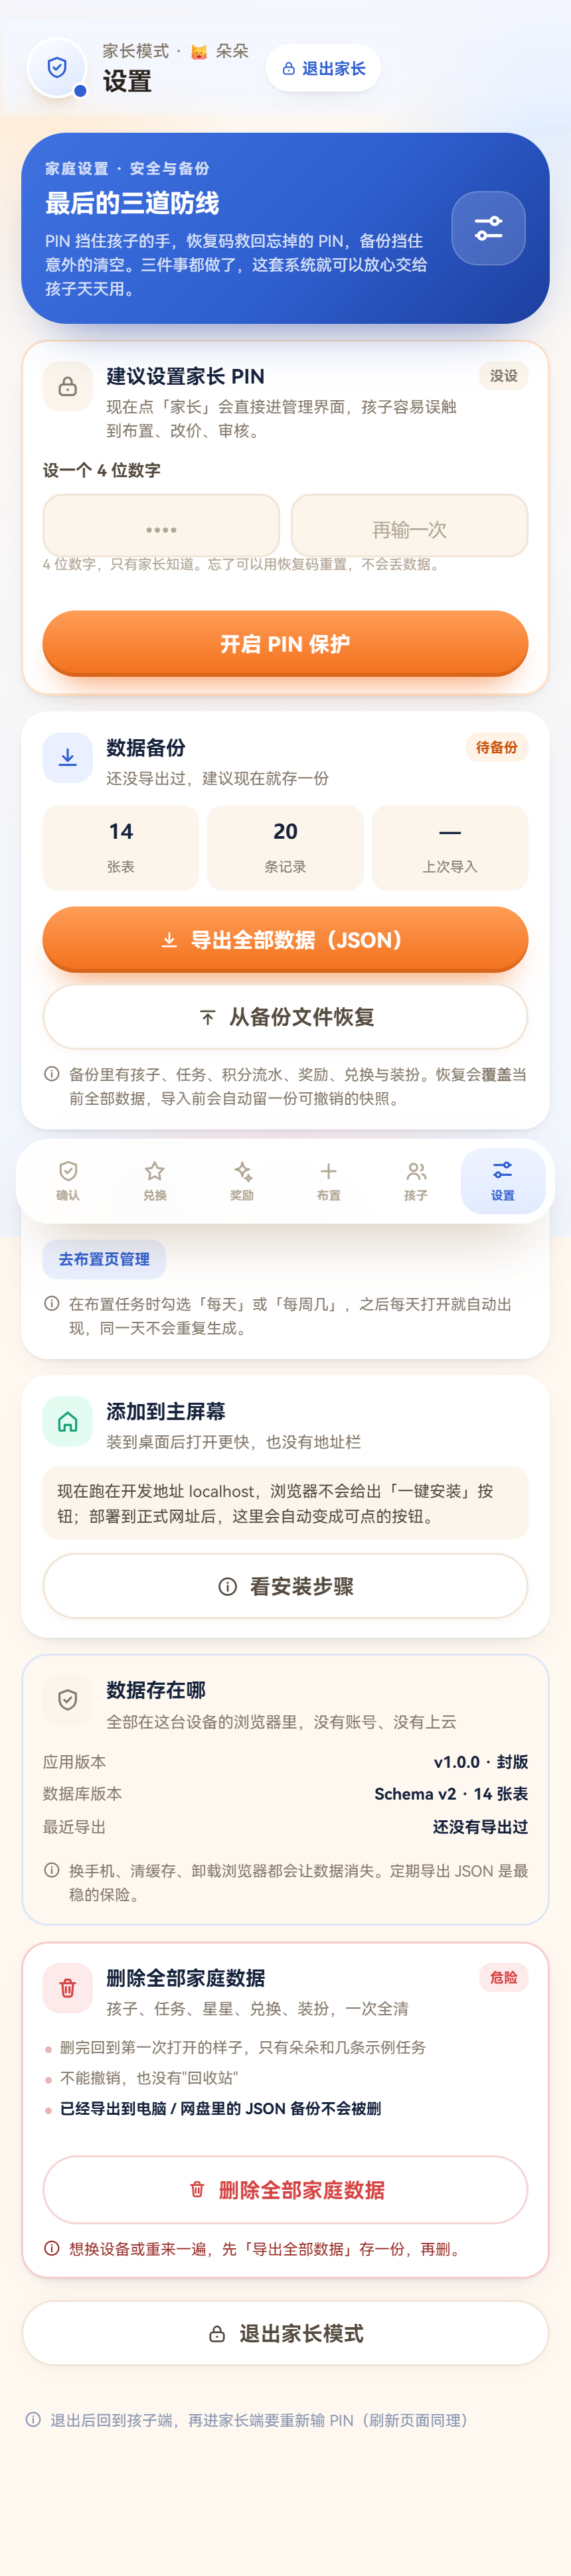 家长模式 · 😺 朵朵
设置
退出家长
家庭设置 · 安全与备份
最后的三道防线
PIN 挡住孩子的手，恢复码救回忘掉的 PIN，备份挡住
意外的清空。三件事都做了，这套系统就可以放心交给
孩子天天用。
建议设置家长 PIN
没设
现在点「家长」会直接进管理界面，孩子容易误触
到布置、改价、审核。
设一个 4 位数字
••••
再输一次
4 位数字，只有家长知道。忘了可以用恢复码重置，不会丢数据。
开启 PIN 保护
数据备份
待备份
还没导出过，建议现在就存一份
14
20
—
张表
条记录
上次导入
导出全部数据（JSON）
从备份文件恢复
备份里有孩子、任务、积分流水、奖励、兑换与装扮。恢复会覆盖当
前全部数据，导入前会自动留一份可撤销的快照。
确认
兑换
奖励
布置
孩子
设置
去布置页管理
在布置任务时勾选「每天」或「每周几」，之后每天打开就自动出
现，同一天不会重复生成。
添加到主屏幕
装到桌面后打开更快，也没有地址栏
现在跑在开发地址 localhost，浏览器不会给出「一键安装」按
钮；部署到正式网址后，这里会自动变成可点的按钮。
看安装步骤
数据存在哪
全部在这台设备的浏览器里，没有账号、没有上云
应用版本
v1.0.0 · 封版
数据库版本
Schema v2 · 14 张表
最近导出
还没有导出过
换手机、清缓存、卸载浏览器都会让数据消失。定期导出 JSON 是最
稳的保险。
删除全部家庭数据
危险
孩子、任务、星星、兑换、装扮，一次全清
删完回到第一次打开的样子，只有朵朵和几条示例任务
不能撤销，也没有"回收站"
已经导出到电脑 / 网盘里的 JSON 备份不会被删
删除全部家庭数据
想换设备或重来一遍，先「导出全部数据」存一份，再删。
退出家长模式
退出后回到孩子端，再进家长端要重新输 PIN（刷新页面同理）